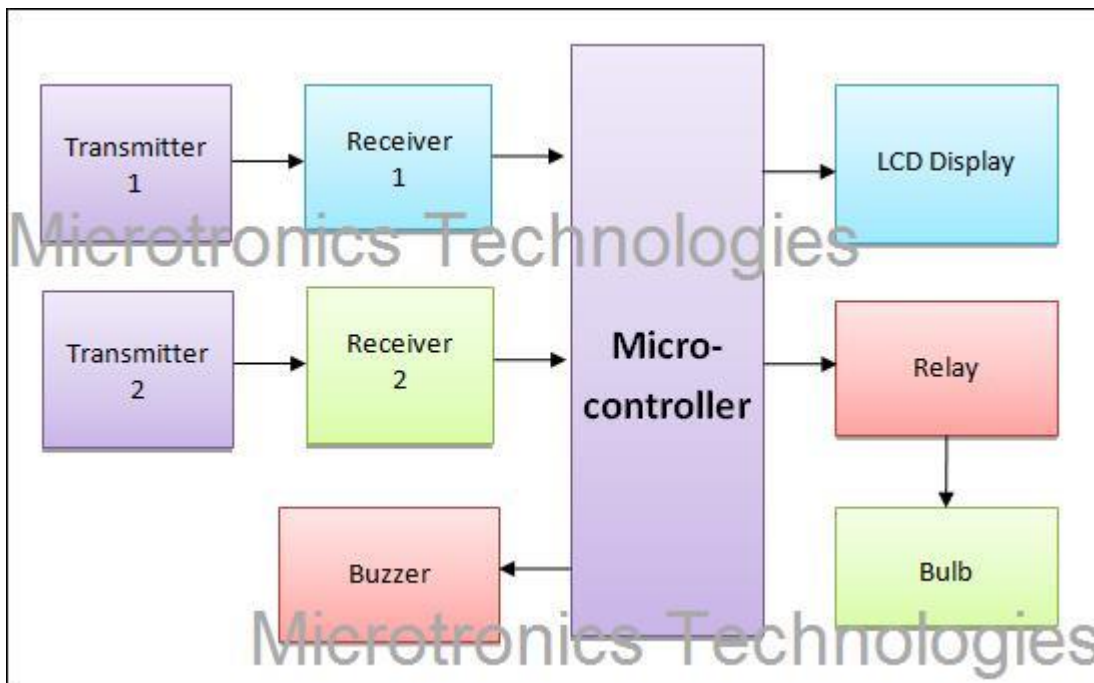 Transmitter
1
Receiver
1
LCD Display
Microtronics Technologies
Transmitter
2
Receiver
2
Micro-
controller
Relay
Buzzer
Bulb
Microtronics Technologies